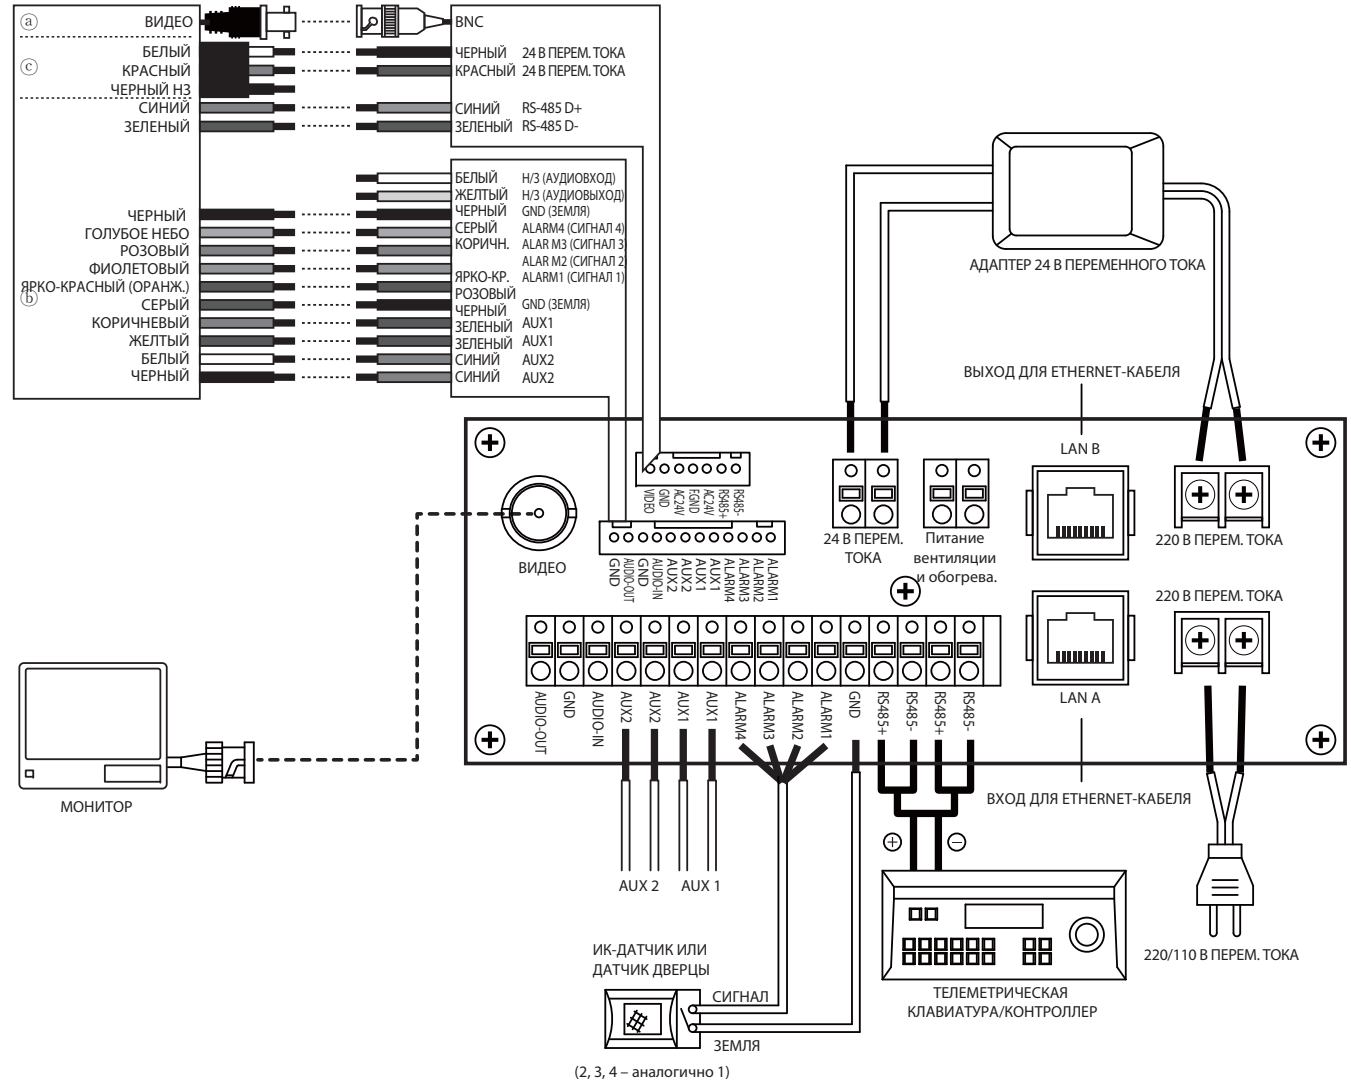 ⓐ
ВИДЕО
BNC
ⓒ
БЕЛЫЙ
ЧЕРНЫЙ 24 В ПЕРЕМ. ТОКА
КРАСНЫЙ
КРАСНЫЙ 24 В ПЕРЕМ. ТОКА
ЧЕРНЫЙ НЗ
СИНИЙ
СИНИЙ RS-485 D+
ЗЕЛЕНЫЙ
ЗЕЛЕНЫЙ RS-485 D-
БЕЛЫЙ Н/З (АУДИОВХОД)
ЖЕЛТЫЙ Н/З (АУДИОВЫХОД)
ЧЕРНЫЙ GND (ЗЕМЛЯ)
СЕРЫЙ ALARM4 (СИГНАЛ 4)
КОРИЧН. ALAR M3 (СИГНАЛ 3)
ALAR M2 (СИГНАЛ 2)
ЯРКО-КР. ALARM1 (СИГНАЛ 1)
РОЗОВЫЙ
ЧЕРНЫЙ GND (ЗЕМЛЯ)
ЗЕЛЕНЫЙ AUX1
ЗЕЛЕНЫЙ AUX1
СИНИЙ AUX2
СИНИЙ AUX2
ЧЕРНЫЙ
ГОЛУБОЕ НЕБО
РОЗОВЫЙ
ФИОЛЕТОВЫЙ
ЯРКО-КРАСНЫЙ (ОРАНЖ.)
ⓑ
СЕРЫЙ
КОРИЧНЕВЫЙ
ЖЕЛТЫЙ
БЕЛЫЙ
ЧЕРНЫЙ
АДАПТЕР 24 В ПЕРЕМЕННОГО ТОКА
ВЫХОД ДЛЯ ETHERNET-КАБЕЛЯ
LAN B
VIDEO
GND
AC24V
F.GND
AC24V
RS485+
RS485-
ВИДЕО
GND
AUDIO-OUT
GND
AUDIO-IN
AUX2
AUX2
AUX1
AUX1
ALARM4
ALARM3
ALARM2
ALARM1
24 В ПЕРЕМ.
ТОКА
Питание
вентиляции
и обогрева.
220 В ПЕРЕМ. ТОКА
220 В ПЕРЕМ. ТОКА
LAN A
AUDIO-OUT
GND
AUDIO-IN
AUX2
AUX2
AUX1
AUX1
ALARM4
ALARM3
ALARM2
ALARM1
GND
RS485+
RS485-
RS485+
RS485-
МОНИТОР
ВХОД ДЛЯ ETHERNET-КАБЕЛЯ
+
−
AUX 2
AUX 1
ИК-ДАТЧИК ИЛИ
ДАТЧИК ДВЕРЦЫ
СИГНАЛ
ЗЕМЛЯ
(2, 3, 4 – аналогично 1)
ТЕЛЕМЕТРИЧЕСКАЯ
КЛАВИАТУРА/КОНТРОЛЛЕР
220/110 В ПЕРЕМ. ТОКА